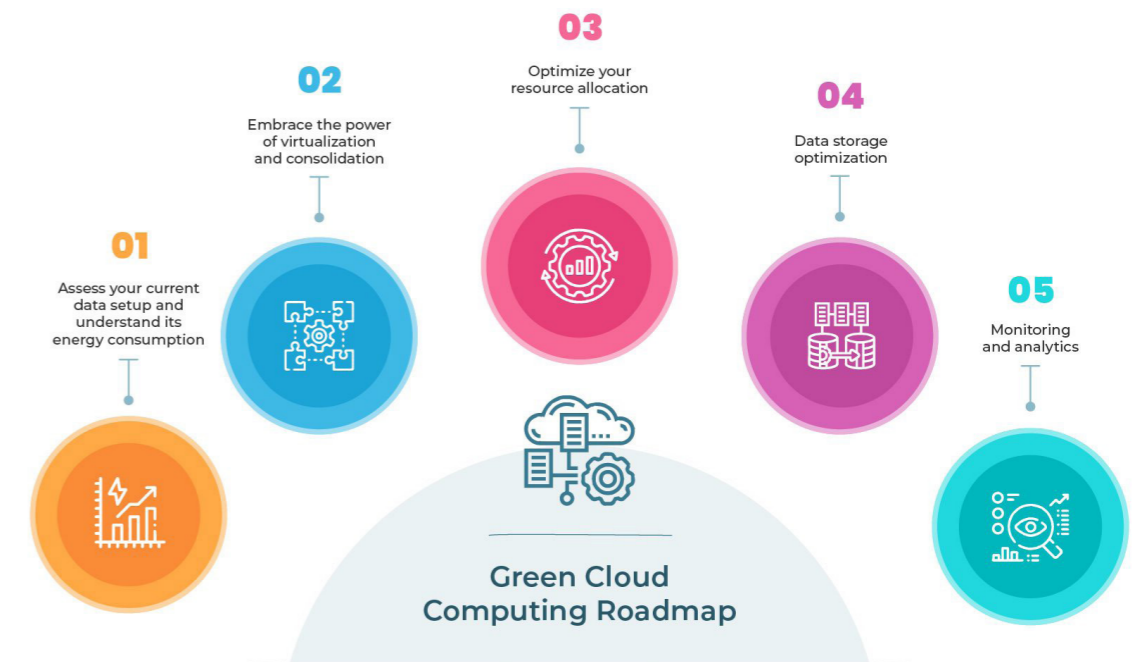 01
Assess your current
data setup and
understand its
energy consumption
02
Embrace the power
of virtualization
and consolidation
03
Optimize your
resource allocation
04
Data storage
optimization
05
Monitoring
and analytics
Green Cloud
Computing Roadmap